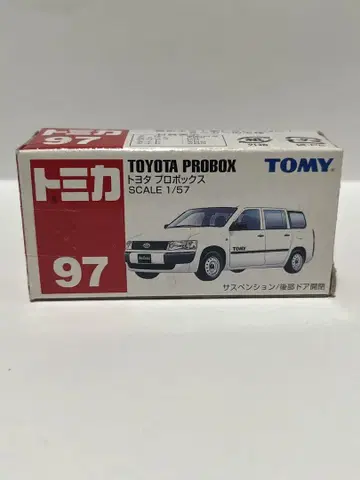 97
トミカ
97
TOYOTA PROBOX
トヨタ プロボックス
SCALE 1/57
TOMY
TOMY
サスペンション/後部ドア開閉